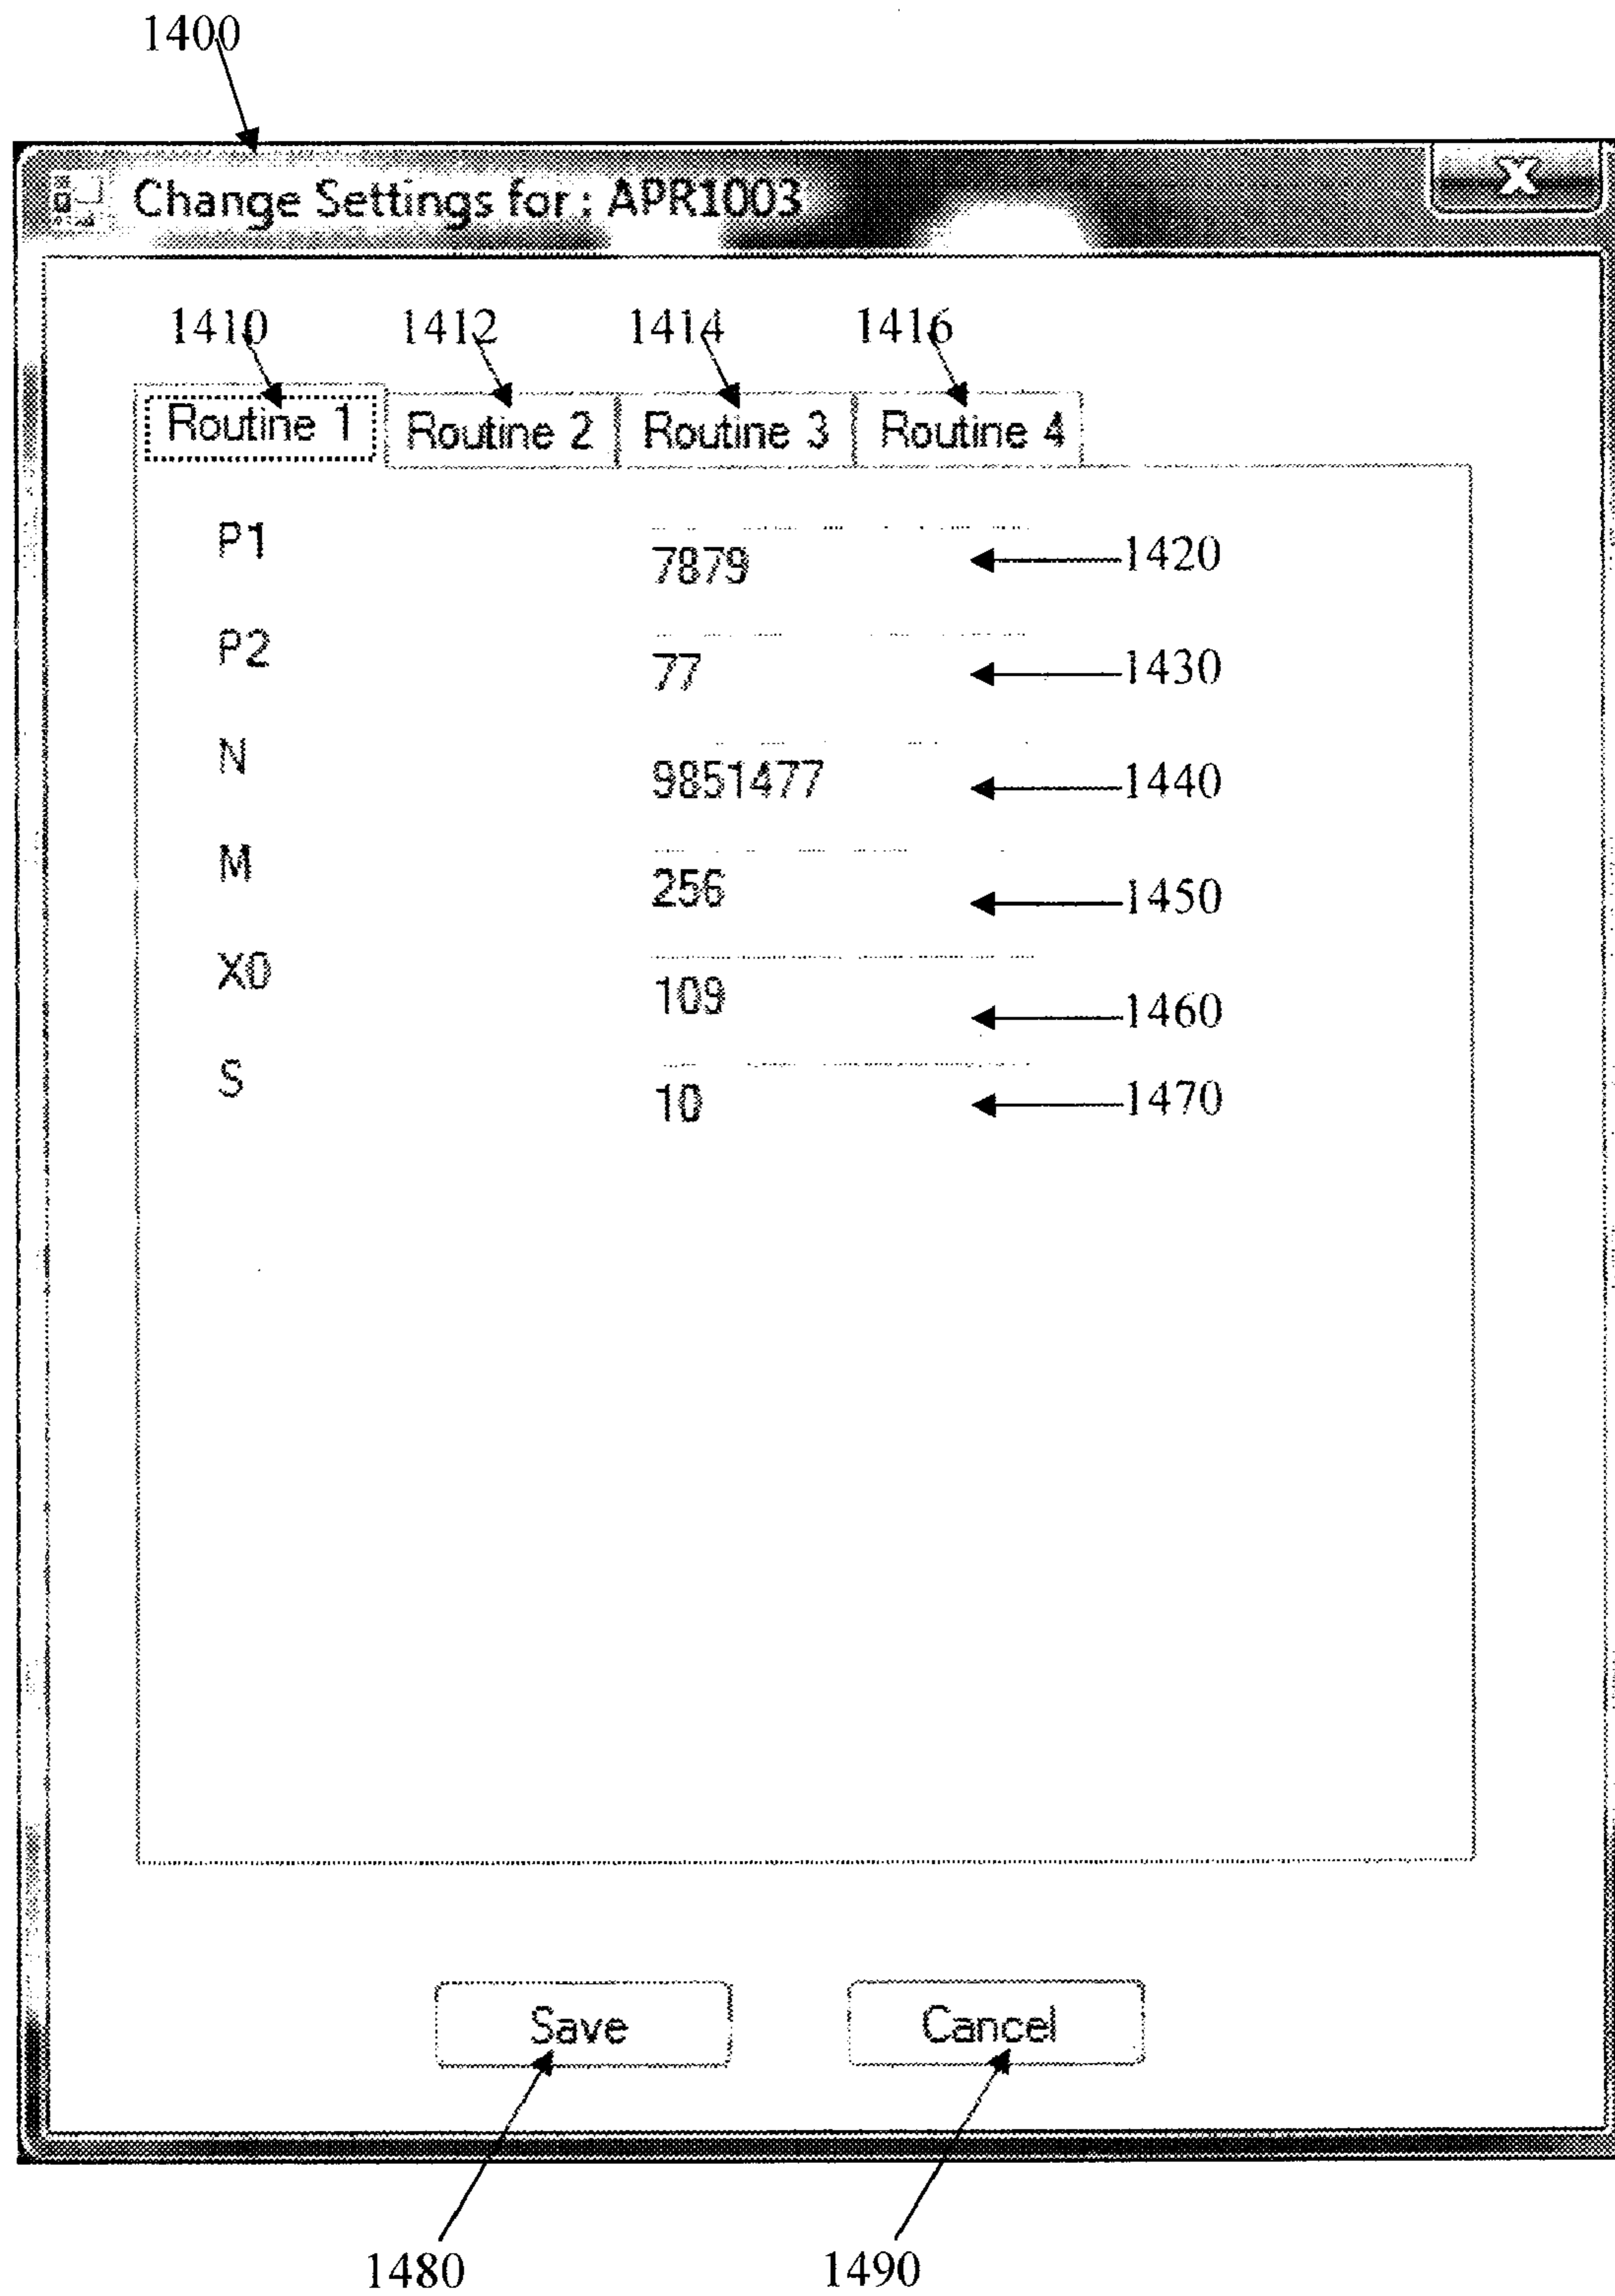 1400
Change Settings for : APR1003
X
1410 1412 1414 1416
Routine 1 Routine 2 Routine 3 Routine 4
P1 7879 1420
P2 77 1430
N 9851477 1440
M 256 1450
X0 109 1460
S 10 1470
Save Cancel
1480 1490